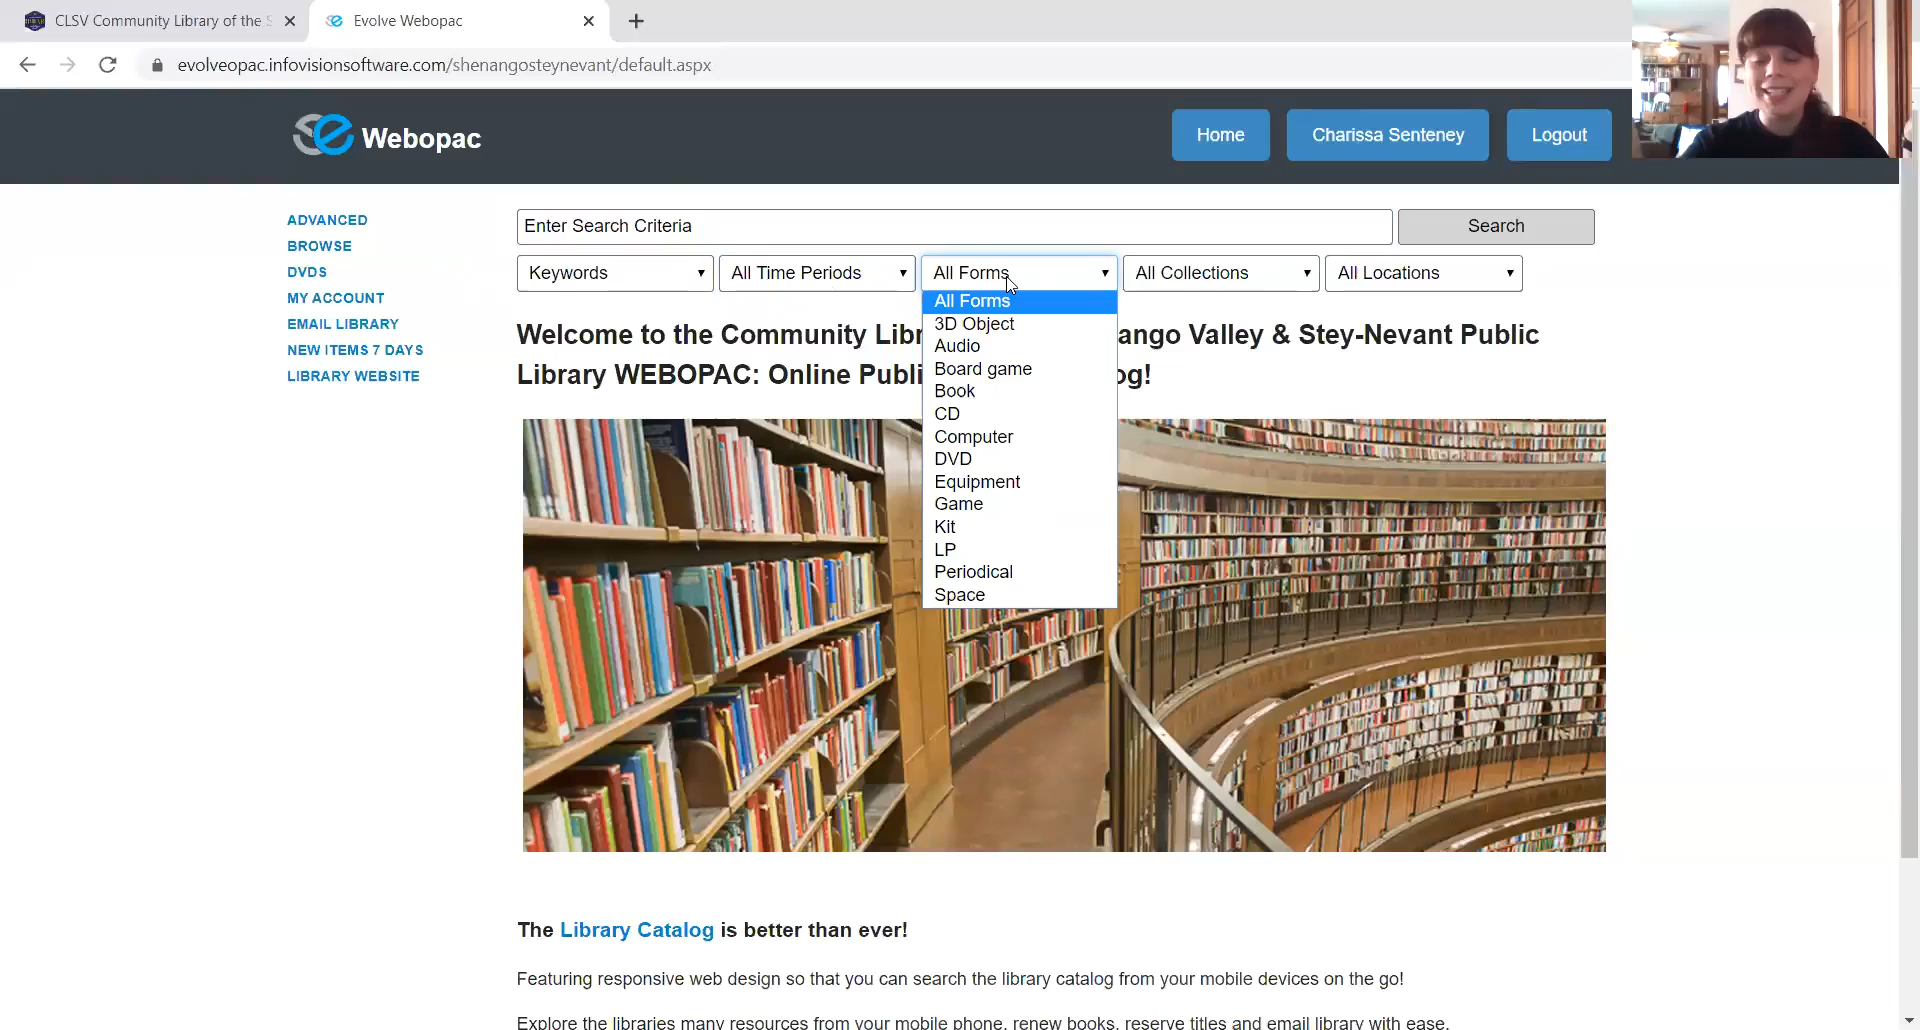 CLSV Community Library of the
Evolve Webopac
evolveopac.infovisionsoftware.com/shenangosteynevant/default.aspx
Webopac
Home
Charissa Senteney
Logout
ADVANCED
BROWSE
DVDS
MY ACCOUNT
EMAIL LIBRARY
NEW ITEMS 7 DAYS
LIBRARY WEBSITE
Enter Search Criteria
Search
Keywords
All Time Periods
All Forms
All Collections
All Locations
All Forms
3D Object
Audio
Board game
Book
CD
Computer
DVD
Equipment
Game
Kit
LP
Periodical
Space
Welcome to the Community ango Valley & Stey-Nevant Public
Library WEBOPAC: Online
The Library Catalog is better than ever!
Featuring responsive web design so that you can search the library catalog from your mobile devices on the go!
Explore the libraries many resources from your mobile phone, renew books, reserve titles and email library with ease.